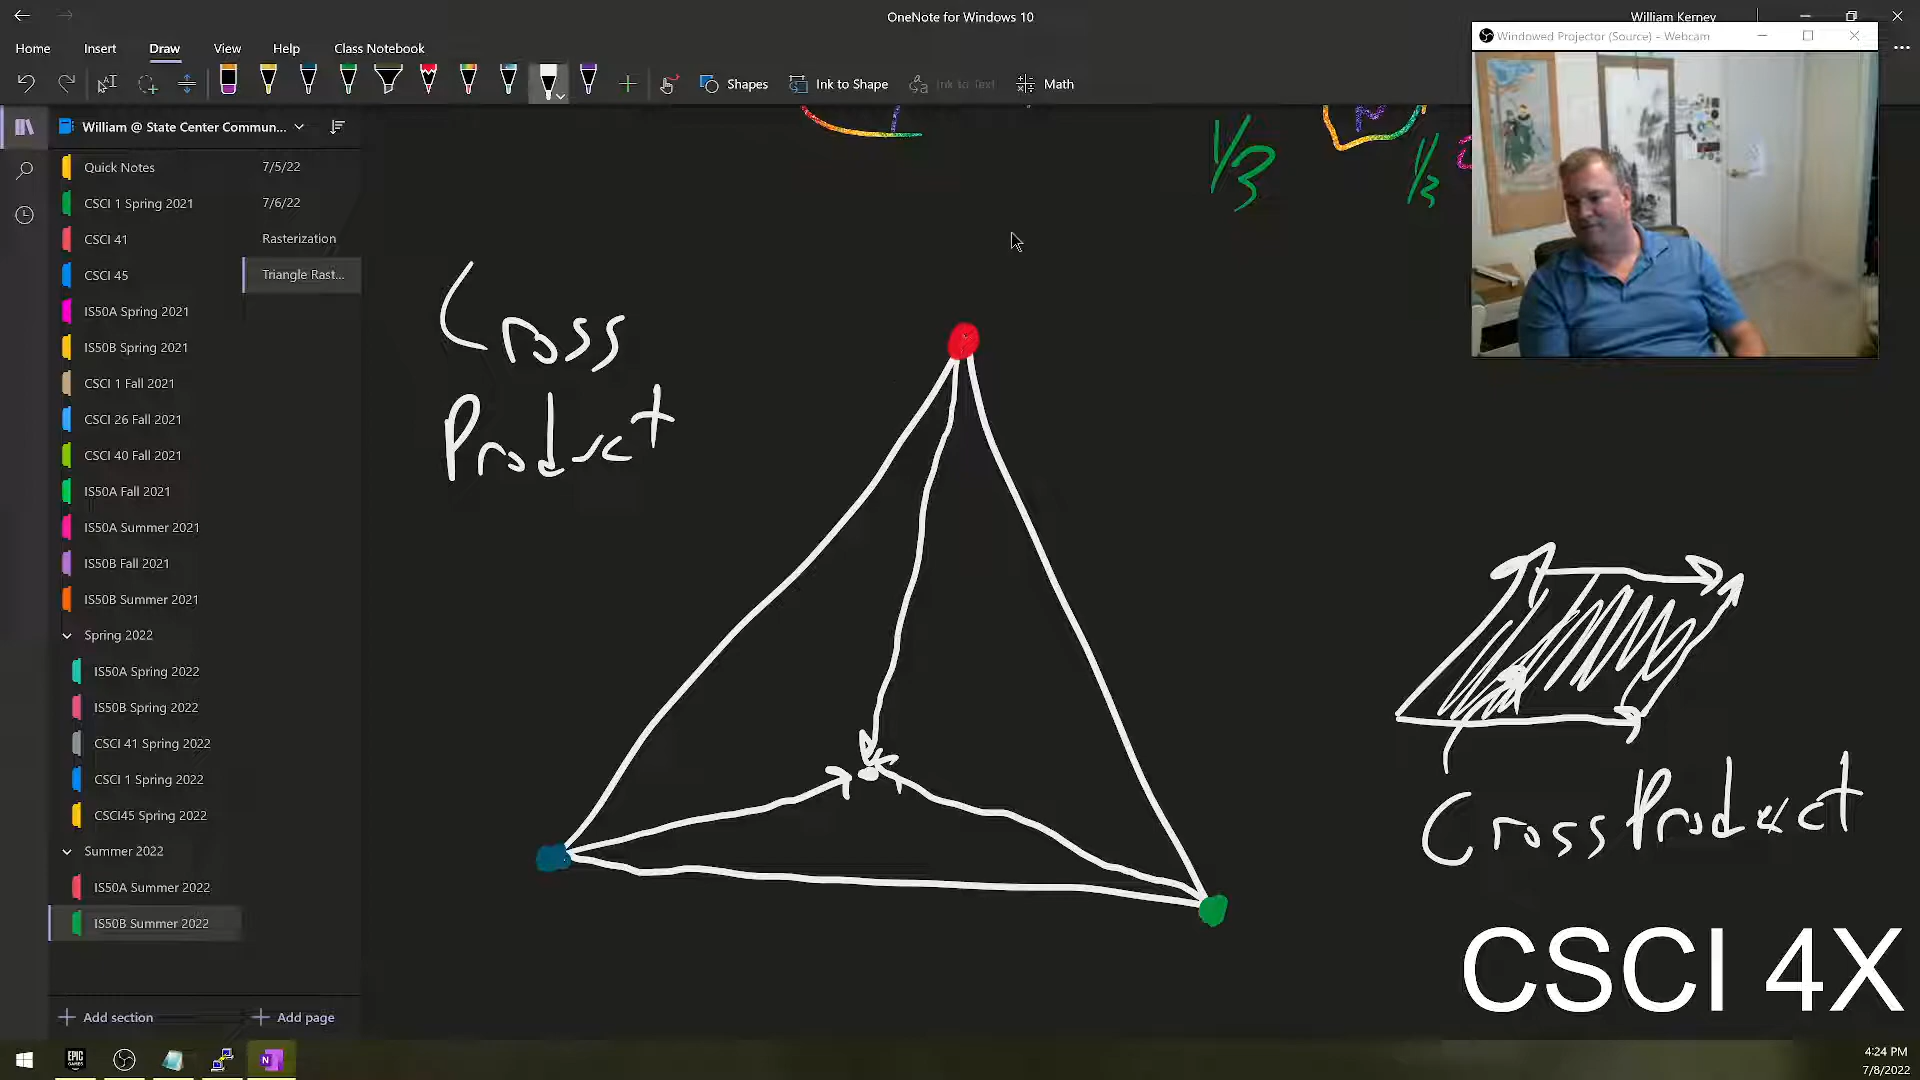 OneNote for Windows 10
William Kerney
Home
Insert
Draw
View
Help
Class Notebook
Windowed Projector (Source) - Webcam
Shapes
Ink to Shape
Ink to Text
Math
William @ State Center Commun...
Quick Notes
CSCI 1 Spring 2021
CSCI 41
CSCI 45
IS50A Spring 2021
IS50B Spring 2021
CSCI 1 Fall 2021
CSCI 26 Fall 2021
CSCI 40 Fall 2021
IS50A Fall 2021
IS50A Summer 2021
IS50B Fall 2021
IS50B Summer 2021
Spring 2022
IS50A Spring 2022
IS50B Spring 2022
CSCI 41 Spring 2022
CSCI 1 Spring 2022
CSCI45 Spring 2022
Summer 2022
IS50A Summer 2022
IS50B Summer 2022
Add section
7/5/22
7/6/22
Rasterization
Triangle Rast...
Add page
1/3
1/3
Cross
Product
Cross Product
CSCI 4X
EPIC
GAMES
N
4:24 PM
7/8/2022